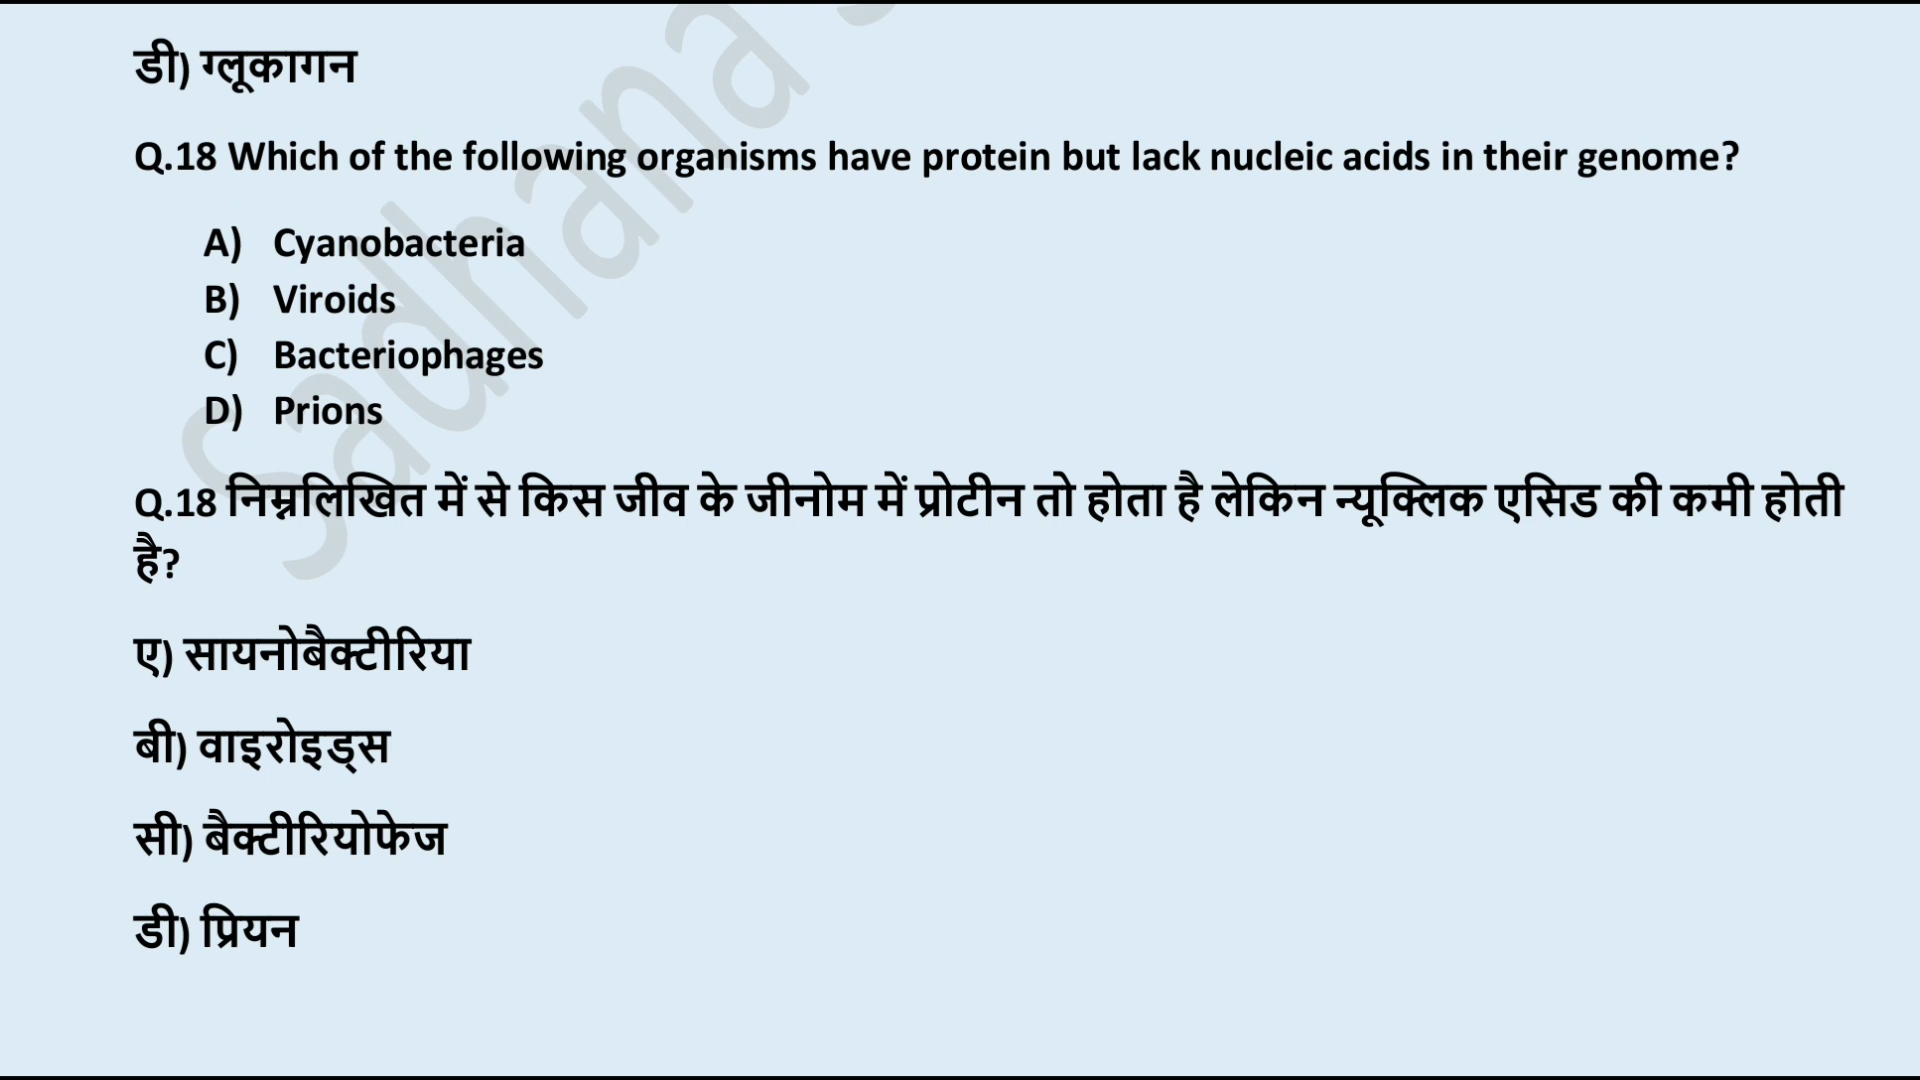 डी) ग्लूकागन
Q.18 Which of the following organisms have protein but lack nucleic acids in their genome?
A) Cyanobacteria
B) Viroids
C) Bacteriophages
D) Prions
Q.18 निम्नलिखित में से किस जीव के जीनोम में प्रोटीन तो होता है लेकिन न्यूक्लिक एसिड की कमी होती
है?
ए) सायनोबैक्टीरिया
बी) वाइरोइड्स
सी) बैक्टीरियोफेज
डी) प्रियन
Sadhana